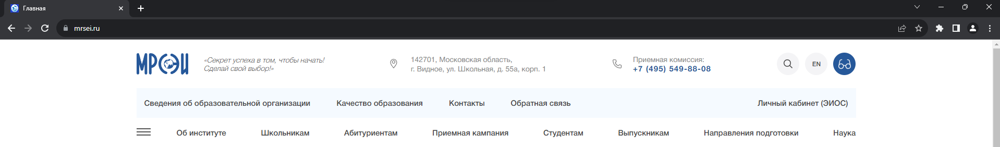 Главная
mrsei.ru
МРСЭИ
«Секрет успеха в том, чтобы начать!
Сделай свой выбор!»
142701, Московская область,
г. Видное, ул. Школьная, д. 55а, корп. 1
Приемная комиссия:
+7 (495) 549-88-08
EN
Сведения об образовательной организации Качество образования Контакты Обратная связь Личный кабинет (ЭИОС)
Об институте Школьникам Абитуриентам Приемная кампания Студентам Выпускникам Направления подготовки Наука